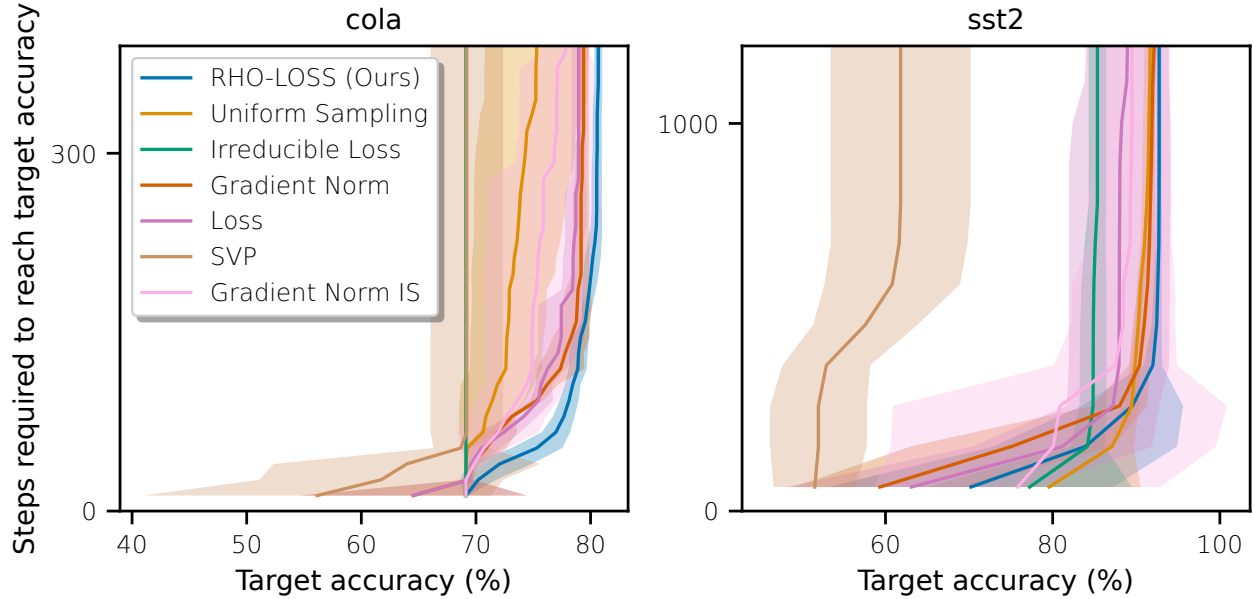 cola
sst2
Steps required to reach target accuracy
RHO-LOSS (Ours)
Uniform Sampling
Irreducible Loss
Gradient Norm
Loss
SVP
Gradient Norm IS
300
0
40
50
60
70
80
Target accuracy (%)
1000
0
60
80
100
Target accuracy (%)